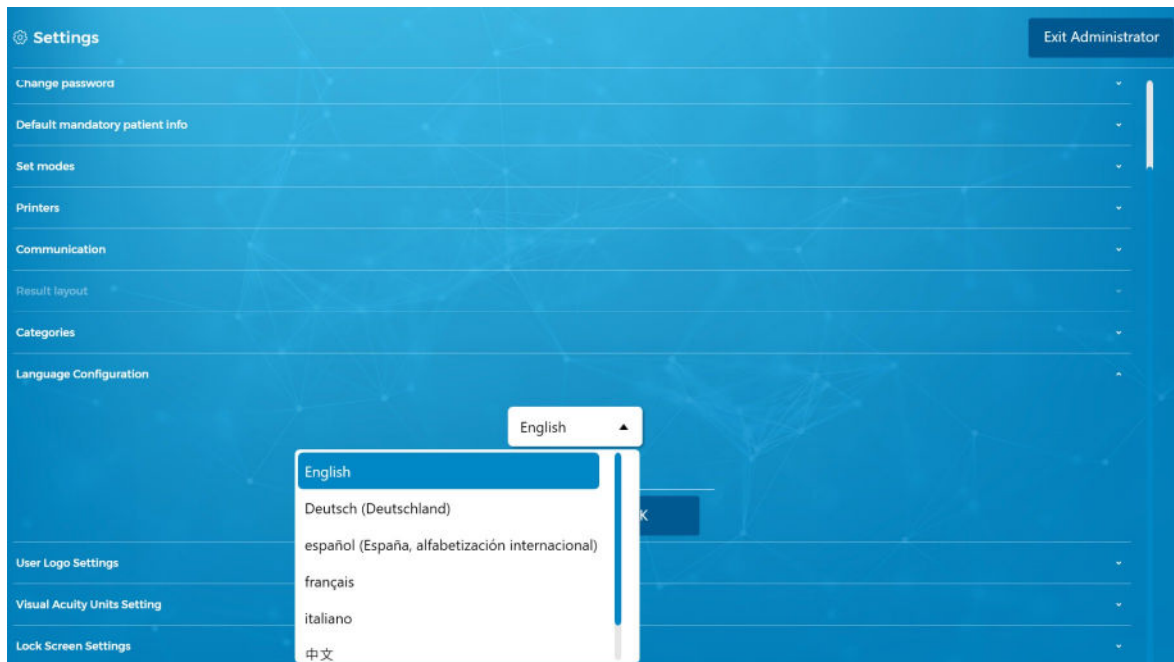 Settings
Exit Administrator
Change password
Default mandatory patient info
Set modes
Printers
Communication
Result layout
Categories
Language Configuration
English
English
Deutsch (Deutschland)
K
español (España, alfabetización internacional)
français
italiano
中文
User Logo Settings
Visual Acuity Units Setting
Lock Screen Settings